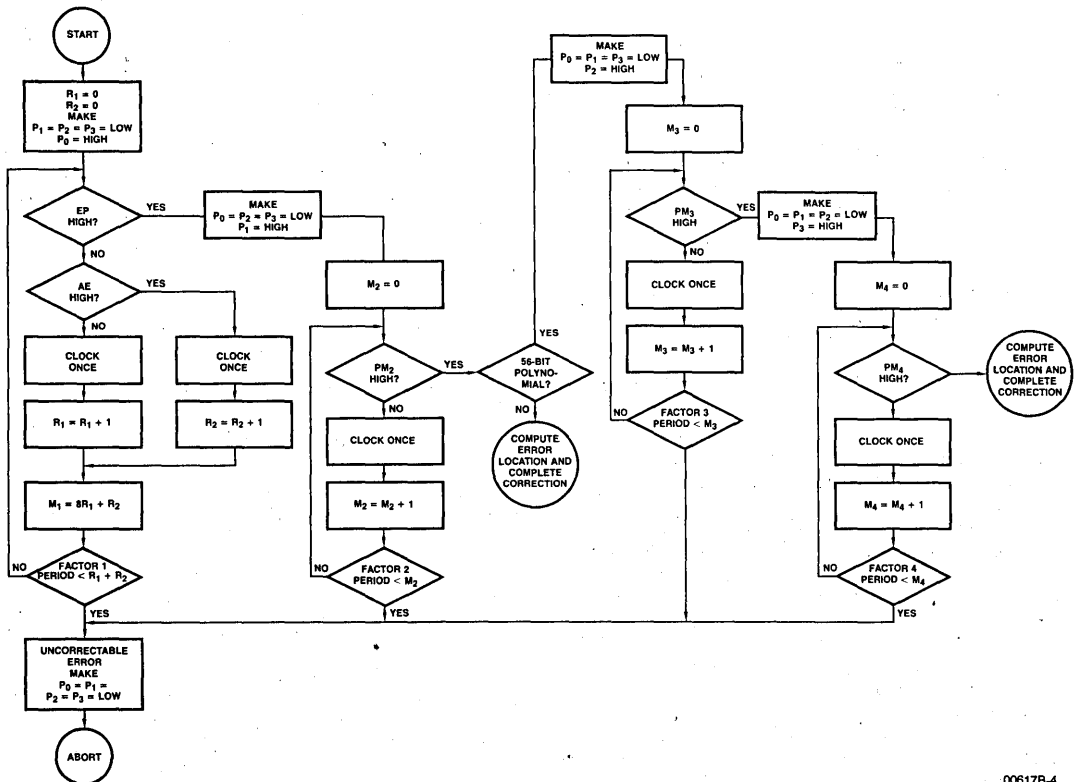 START
R₁ = 0
R₂ = 0
MAKE
P₁ = P₂ = P₃ = LOW
P₀ = HIGH
EP
HIGH?
YES
NO
AE
HIGH?
YES
NO
CLOCK
ONCE
R₁ = R₁ + 1
CLOCK
ONCE
R₂ = R₂ + 1
M₁ = 8R₁ + R₂
FACTOR 1
PERIOD < R₁ + R₂
NO
YES
UNCORRECTABLE
ERROR
MAKE
P₀ = P₁ =
P₂ = P₃ = LOW
ABORT
MAKE
P₀ = P₂ = P₃ = LOW
P₁ = HIGH
M₂ = 0
PM₂
HIGH?
YES
NO
CLOCK ONCE
M₂ = M₂ + 1
FACTOR 2
PERIOD < M₂
NO
YES
56-BIT
POLYNO-
MIAL?
YES
NO
COMPUTE
ERROR
LOCATION AND
COMPLETE
CORRECTION
MAKE
P₀ = P₁ = P₃ = LOW
P₂ = HIGH
M₃ = 0
PM₃
HIGH
YES
NO
CLOCK ONCE
M₃ = M₃ + 1
FACTOR 3
PERIOD < M₃
NO
MAKE
P₀ = P₁ = P₂ = LOW
P₃ = HIGH
M₄ = 0
PM₄
HIGH?
CLOCK ONCE
M₄ = M₄ + 1
FACTOR 4
PERIOD < M₄
NO
YES
COMPUTE
ERROR
LOCATION AND
COMPLETE
CORRECTION
00617B-4